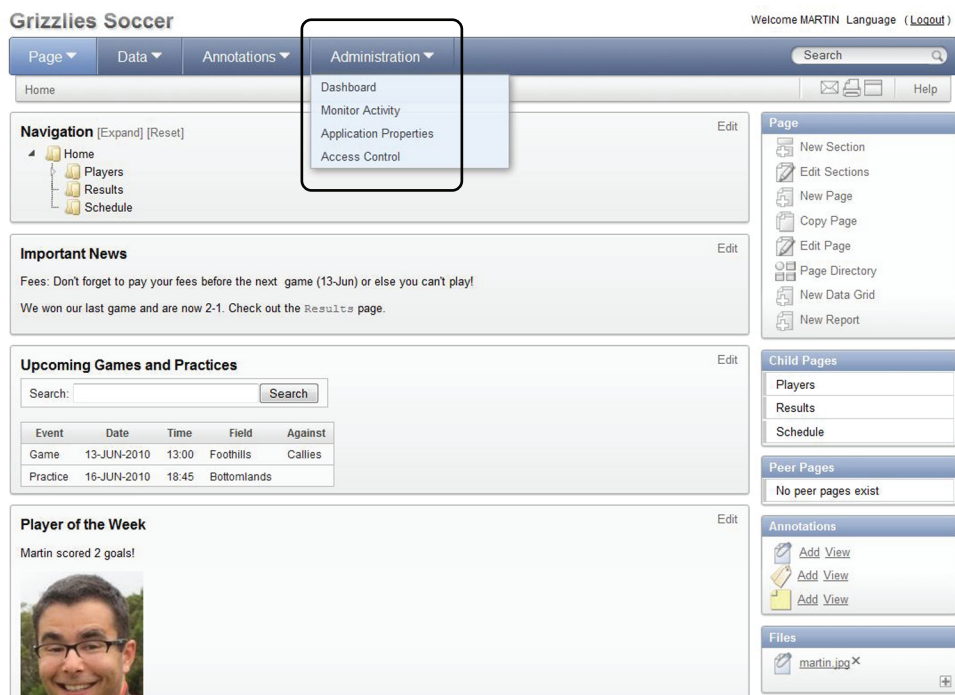 Grizzlies Soccer
Welcome MARTIN Language (Logout)
Page Data Annotations Administration Search
Home Help
Dashboard
Monitor Activity
Application Properties
Access Control
Navigation [Expand] [Reset] Edit
Home
Players
Results
Schedule
Important News Edit
Fees: Don't forget to pay your fees before the next game (13-Jun) or else you can't play!
We won our last game and are now 2-1. Check out the Results page.
Upcoming Games and Practices Edit
Search: Search
Event Date Time Field Against
Game 13-JUN-2010 13:00 Foothills Callies
Practice 16-JUN-2010 18:45 Bottomlands
Player of the Week Edit
Martin scored 2 goals!
Page
New Section
Edit Sections
New Page
Copy Page
Edit Page
Page Directory
New Data Grid
New Report
Child Pages
Players
Results
Schedule
Peer Pages
No peer pages exist
Annotations
Add View
Add View
Add View
Files
martin.jpg